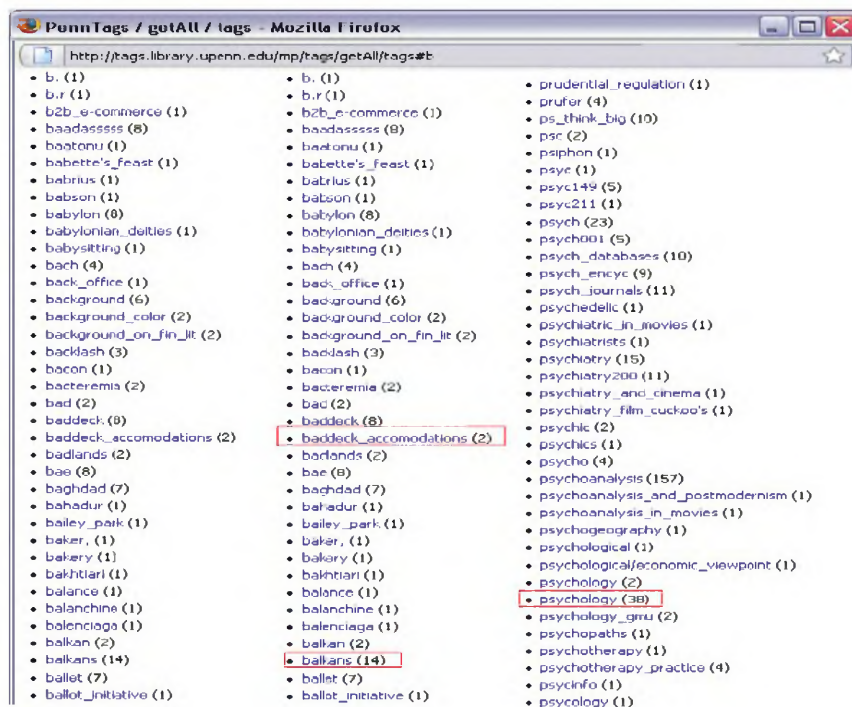 PennTags / getAll / tags - Mozilla Firefox
http://tags.library.upenn.edu/mp/tags/getAll/tags#b
• b. (1)
• b.r (1)
• b2b_e-commerce (1)
• baadasssss (8)
• baatonu (1)
• babette's_feast (1)
• babrius (1)
• babson (1)
• babylon (8)
• babylonian_deities (1)
• babysitting (1)
• bach (4)
• back_office (1)
• background (6)
• background_color (2)
• background_on_fin_lit (2)
• backlash (3)
• bacon (1)
• bacteremia (2)
• bad (2)
• baddeck (8)
• baddeck_accomodations (2)
• badlands (2)
• bae (8)
• baghdad (7)
• bahadur (1)
• bailey_park (1)
• baker, (1)
• bakery (1)
• bakhtiari (1)
• balance (1)
• balanchine (1)
• balenciaga (1)
• balkan (2)
• balkans (14)
• ballet (7)
• ballot_initiative (1)
• b. (1)
• b.r (1)
• b2b_e-commerce (1)
• baadasssss (8)
• baatonu (1)
• babette's_feast (1)
• babrius (1)
• babson (1)
• babylon (8)
• babylonian_deities (1)
• babysitting (1)
• bach (4)
• back_office (1)
• background (6)
• background_color (2)
• background_on_fin_lit (2)
• backlash (3)
• bacon (1)
• bacteremia (2)
• bad (2)
• baddeck (8)
• baddeck_accomodations (2)
• badlands (2)
• bae (8)
• baghdad (7)
• bahadur (1)
• bailey_park (1)
• baker, (1)
• bakery (1)
• bakhtiari (1)
• balance (1)
• balanchine (1)
• balenciaga (1)
• balkan (2)
• balkans (14)
• ballet (7)
• ballot_initiative (1)
• prudential_regulation (1)
• prufer (4)
• ps_think_big (10)
• psc (2)
• psiphon (1)
• psyc (1)
• psyc149 (5)
• psyc211 (1)
• psych (23)
• psych001 (5)
• psych_databases (10)
• psych_encyc (9)
• psych_journals (11)
• psychedelic (1)
• psychiatric_in_movies (1)
• psychiatrists (1)
• psychiatry (15)
• psychiatry200 (11)
• psychiatry_and_cinema (1)
• psychiatry_film_cuckoo's (1)
• psychic (2)
• psychics (1)
• psycho (4)
• psychoanalysis (157)
• psychoanalysis_and_postmodernism (1)
• psychoanalysis_in_movies (1)
• psychogeography (1)
• psychological (1)
• psychological/economic_viewpoint (1)
• psychology (2)
• psychology (38)
• psychology_gmu (2)
• psychopaths (1)
• psychotherapy (1)
• psychotherapy_practice (4)
• psycinfo (1)
• psycology (1)